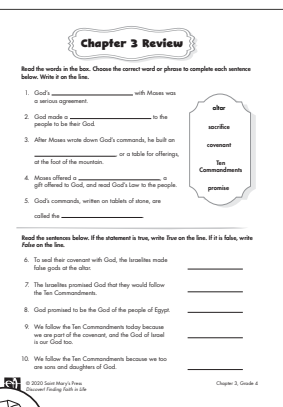 Chapter 3 Review
Read the words in the box. Choose the correct word or phrase to complete each sentence
below. Write it on the line.
1. God's ____________ with Moses was
a serious agreement.
2. God made a ____________ to the
people to be their God.
3. After Moses wrote down God's commands, he built an
____________, or a table for offerings,
at the foot of the mountain.
4. Moses offered a ____________, a
gift offered to God, and read God's Law to the people.
5. God's commands, written on tablets of stone, are
called the ____________.
altar
sacrifice
covenant
Ten
Commandments
promise
Read the sentences below. If the statement is true, write True on the line. If it is false, write
False on the line.
6. To seal their covenant with God, the Israelites made
false gods at the altar.
7. The Israelites promised God that they would follow
the Ten Commandments.
8. God promised to be the God of the people of Egypt.
9. We follow the Ten Commandments today because
we are part of the covenant, and the God of Israel
is our God too.
10. We follow the Ten Commandments because we too
are sons and daughters of God.
© 2020 Saint Mary's Press
Discover! Finding Faith in Life
Chapter 3, Grade 4